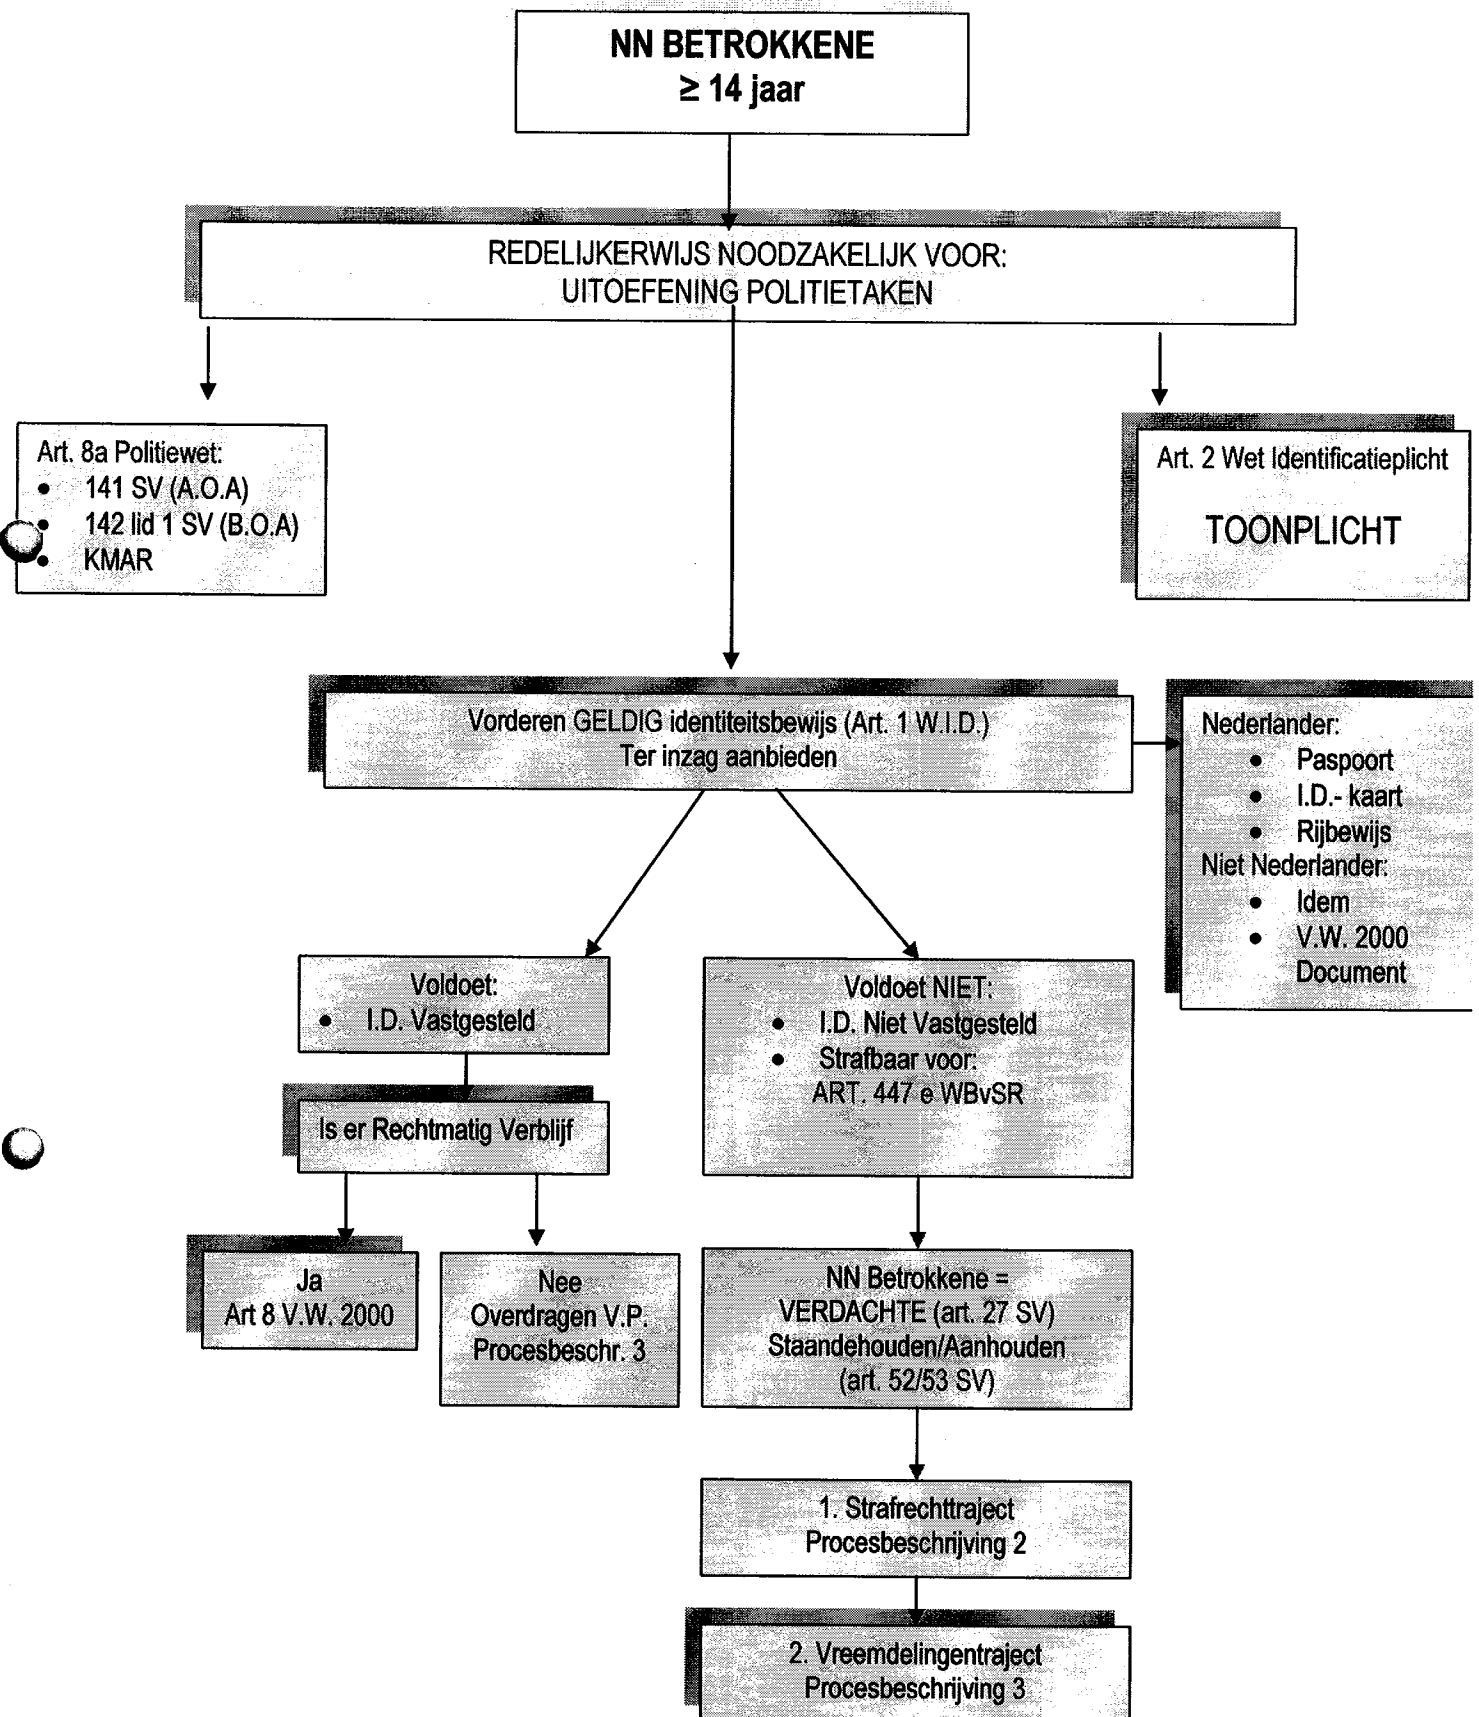 NN BETROKKENE
≥ 14 jaar
REDELIJKERWIJS NOODZAKELIJK VOOR:
UITOEFENING POLITIETAKEN
Art. 8a Politiewet:
• 141 SV (A.O.A)
• 142 lid 1 SV (B.O.A)
• KMAR
Art. 2 Wet Identificatieplicht
TOONPLICHT
Vorderen GELDIG identiteitsbewijs (Art. 1 W.I.D.)
Ter inzag aanbieden
Nederlander:
• Paspoort
• I.D.- kaart
• Rijbewijs
Niet Nederlander:
• Idem
• V.W. 2000
Document
Voldoet:
• I.D. Vastgesteld
Voldoet NIET:
• I.D. Niet Vastgesteld
• Strafbaar voor:
ART. 447 e WBvSR
Is er Rechtmatig Verblijf
Ja
Art 8 V.W. 2000
Nee
Overdragen V.P.
Procesbeschr. 3
NN Betrokkene =
VERDACHTE (art. 27 SV)
Staandehouden/Aanhouden
(art. 52/53 SV)
1. Strafrechttraject
Procesbeschrijving 2
2. Vreemdelingentraject
Procesbeschrijving 3